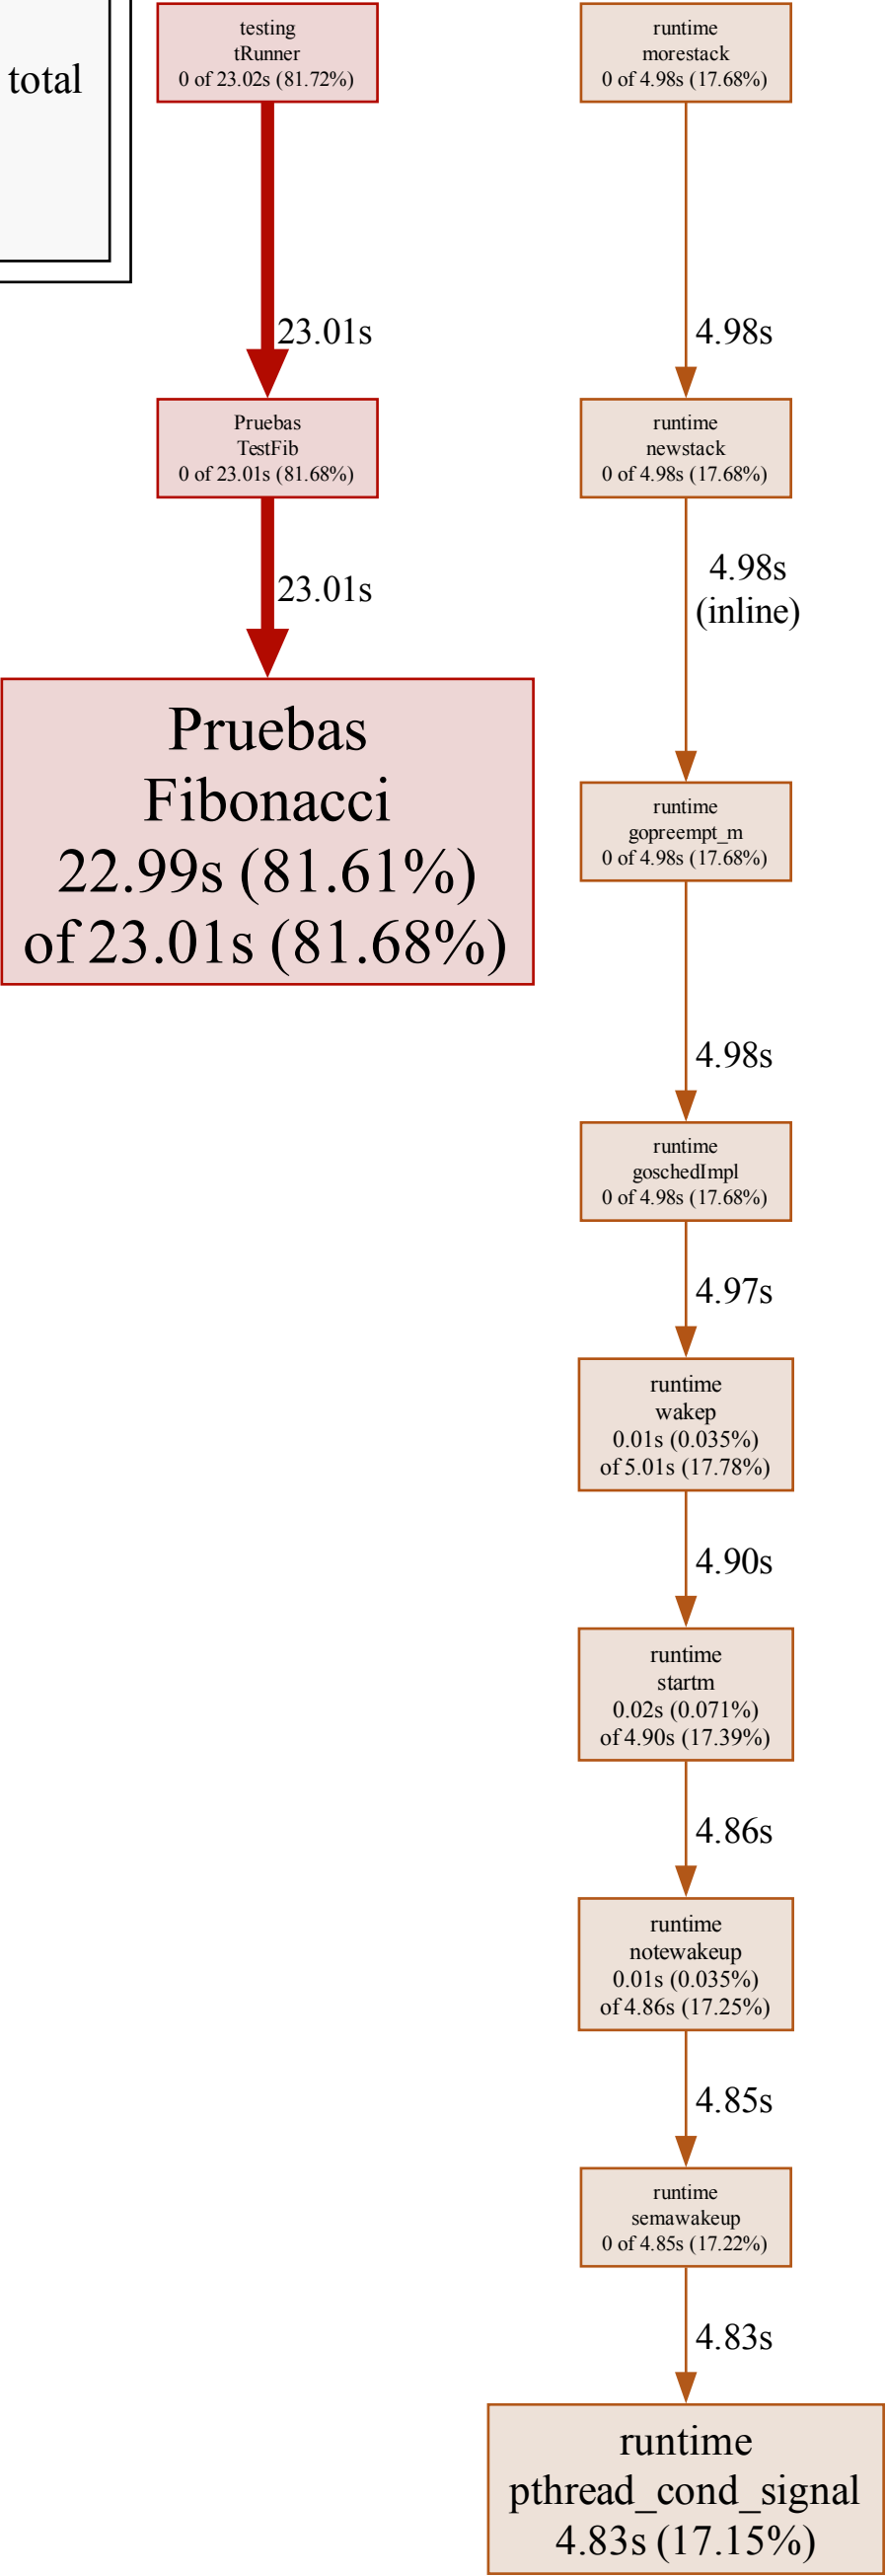 total
testing
tRunner
0 of 23.02s (81.72%)
23.01s
Pruebas
TestFib
0 of 23.01s (81.68%)
23.01s
Pruebas
Fibonacci
22.99s (81.61%)
of 23.01s (81.68%)
runtime
morestack
0 of 4.98s (17.68%)
4.98s
runtime
newstack
0 of 4.98s (17.68%)
4.98s
(inline)
runtime
gopreempt_m
0 of 4.98s (17.68%)
4.98s
runtime
goschedImpl
0 of 4.98s (17.68%)
4.97s
runtime
wakep
0.01s (0.035%)
of 5.01s (17.78%)
4.90s
runtime
startm
0.02s (0.071%)
of 4.90s (17.39%)
4.86s
runtime
notewakeup
0.01s (0.035%)
of 4.86s (17.25%)
4.85s
runtime
semawakeup
0 of 4.85s (17.22%)
4.83s
runtime
pthread_cond_signal
4.83s (17.15%)